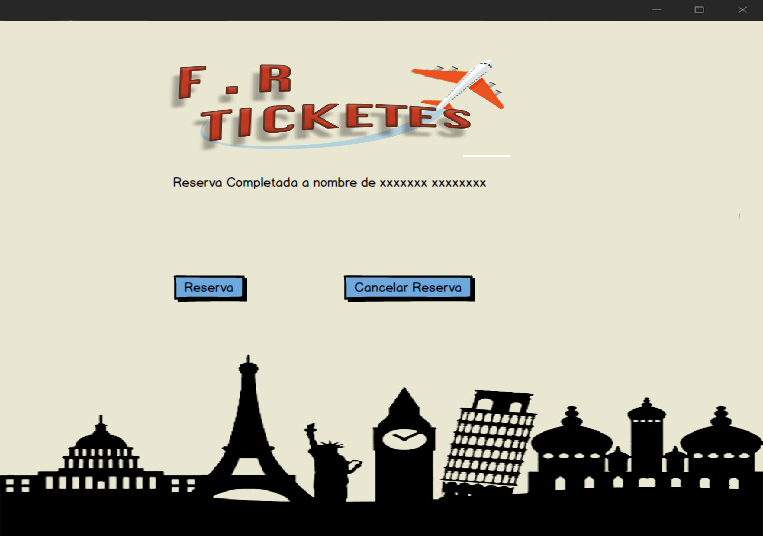 F.R
TICKETES
Reserva Completada a nombre de xxxxxxx xxxxxxxx
Reserva
Cancelar Reserva